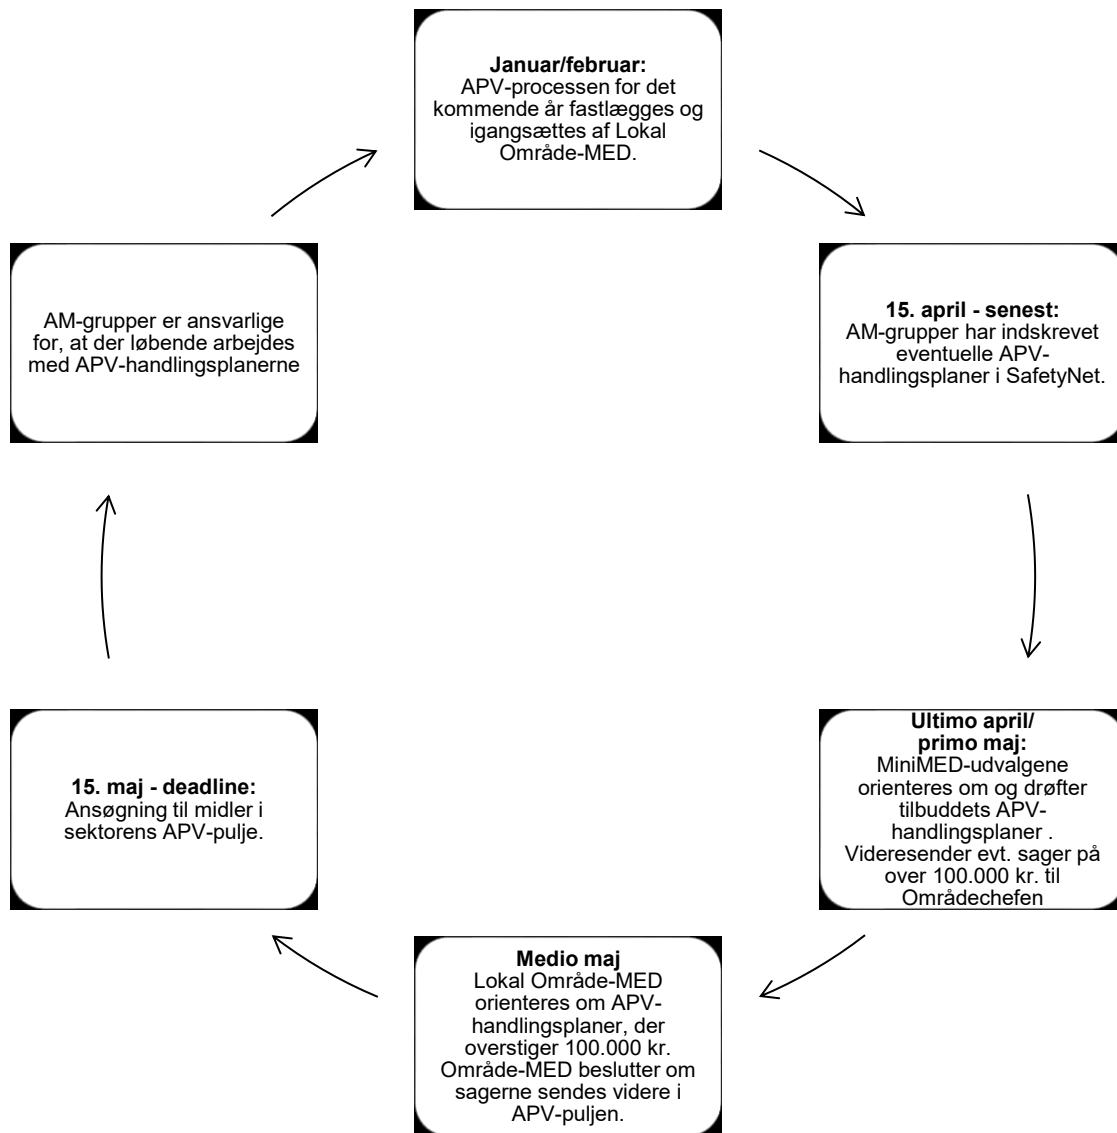 Januar/februar:
APV-processen for det
kommende år fastlægges og
igangsættes af Lokal
Område-MED.
15. april - senest:
AM-grupper har indskrevet
eventuelle APV-
handlingsplaner i SafetyNet.
Ultimo april/
primo maj:
MiniMED-udvalgene
orienteres om og drøfter
tilbuddets APV-
handlingsplaner .
Videresender evt. sager på
over 100.000 kr. til
Områdechefen
Medio maj
Lokal Område-MED
orienteres om APV-
handlingsplaner, der
overstiger 100.000 kr.
Område-MED beslutter om
sagerne sendes videre i
APV-puljen.
15. maj - deadline:
Ansøgning til midler i
sektorens APV-pulje.
AM-grupper er ansvarlige
for, at der løbende arbejdes
med APV-handlingsplanerne